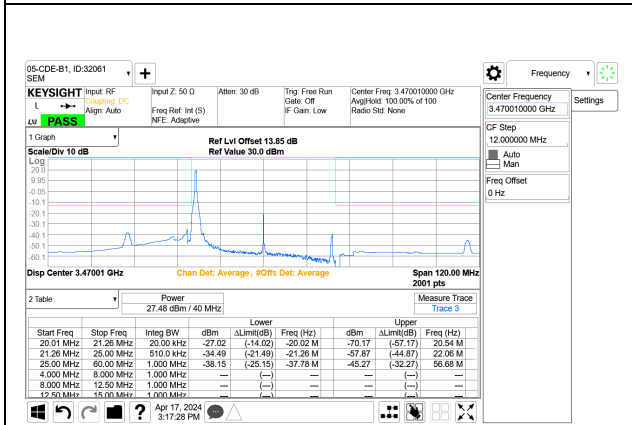 05-CDE-B1, ID:32061
SEM
Frequency
KEYSIGHT Input: RF Input Z: 50 Ω Atten: 30 dB Trig: Free Run Center Freq: 3.470010000 GHz
Coupling: DC Gate: Off Avg|Hold: 100.00% of 100
L Align: Auto Freq Ref: Int (S) IF Gain: Low Radio Std: None
NFE: Adaptive
LXI PASS
Center Frequency
3.470010000 GHz
Settings
CF Step
12.000000 MHz
Auto
Man
Freq Offset
0 Hz
1 Graph
Ref Lvl Offset 13.85 dB
Scale/Div 10 dB Ref Value 30.0 dBm
Log
20.0
9.95
-0.05
-10.1
-20.1
-30.1
-40.1
-50.1
-60.1
Disp Center 3.47001 GHz Chan Det: Average , #Offs Det: Average Span 120.00 MHz
2001 pts
2 Table Power Measure Trace
27.48 dBm / 40 MHz Trace 3
Lower Upper
Start Freq Stop Freq Integ BW dBm ΔLimit(dB) Freq (Hz) dBm ΔLimit(dB) Freq (Hz)
20.01 MHz 21.26 MHz 20.00 kHz -27.02 (-14.02) -20.02 M -70.17 (-57.17) 20.54 M
21.26 MHz 25.00 MHz 510.0 kHz -34.49 (-21.49) -21.26 M -57.87 (-44.87) 22.06 M
25.00 MHz 60.00 MHz 1.000 MHz -38.15 (-25.15) -37.78 M -45.27 (-32.27) 56.68 M
4.000 MHz 8.000 MHz 1.000 MHz --- (---) --- --- (---) ---
8.000 MHz 12.50 MHz 1.000 MHz --- (---) --- --- (---) ---
12.50 MHz 15.00 MHz 1.000 MHz --- (---) --- --- (---) ---
? Apr 17, 2024
3:17:28 PM